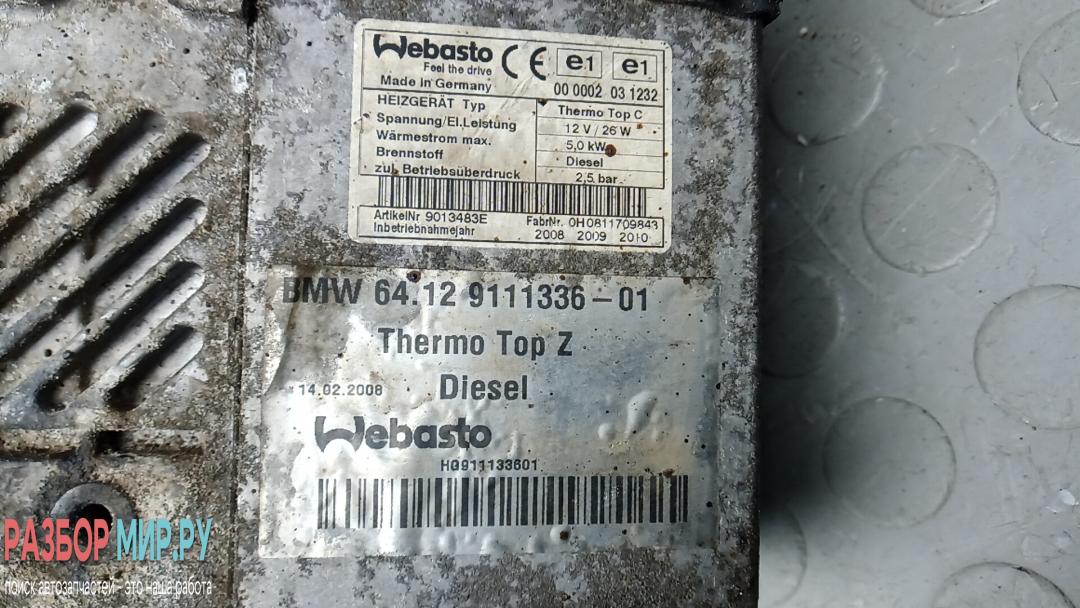 Webasto
Feel the drive
CE e1 e1
Made in Germany
00 0002 03 1232
HEIZGERÄT Typ Thermo Top C
Spannung/El.Leistung 12 V / 26 W
Wärmestrom max. 5,0 kW
Brennstoff Diesel
zul. Betriebsüberdruck 2,5 bar
ArtikelNr 9013483E FabrNr. 0H0811709843
Inbetriebnahmejahr 2008 2009 2010
BMW 64.12 9111336-01
Thermo Top Z
14.02.2008 Diesel
Webasto
HG911133601
РАЗБОР МИР.РУ
поиск автозапчастей - это наша работа